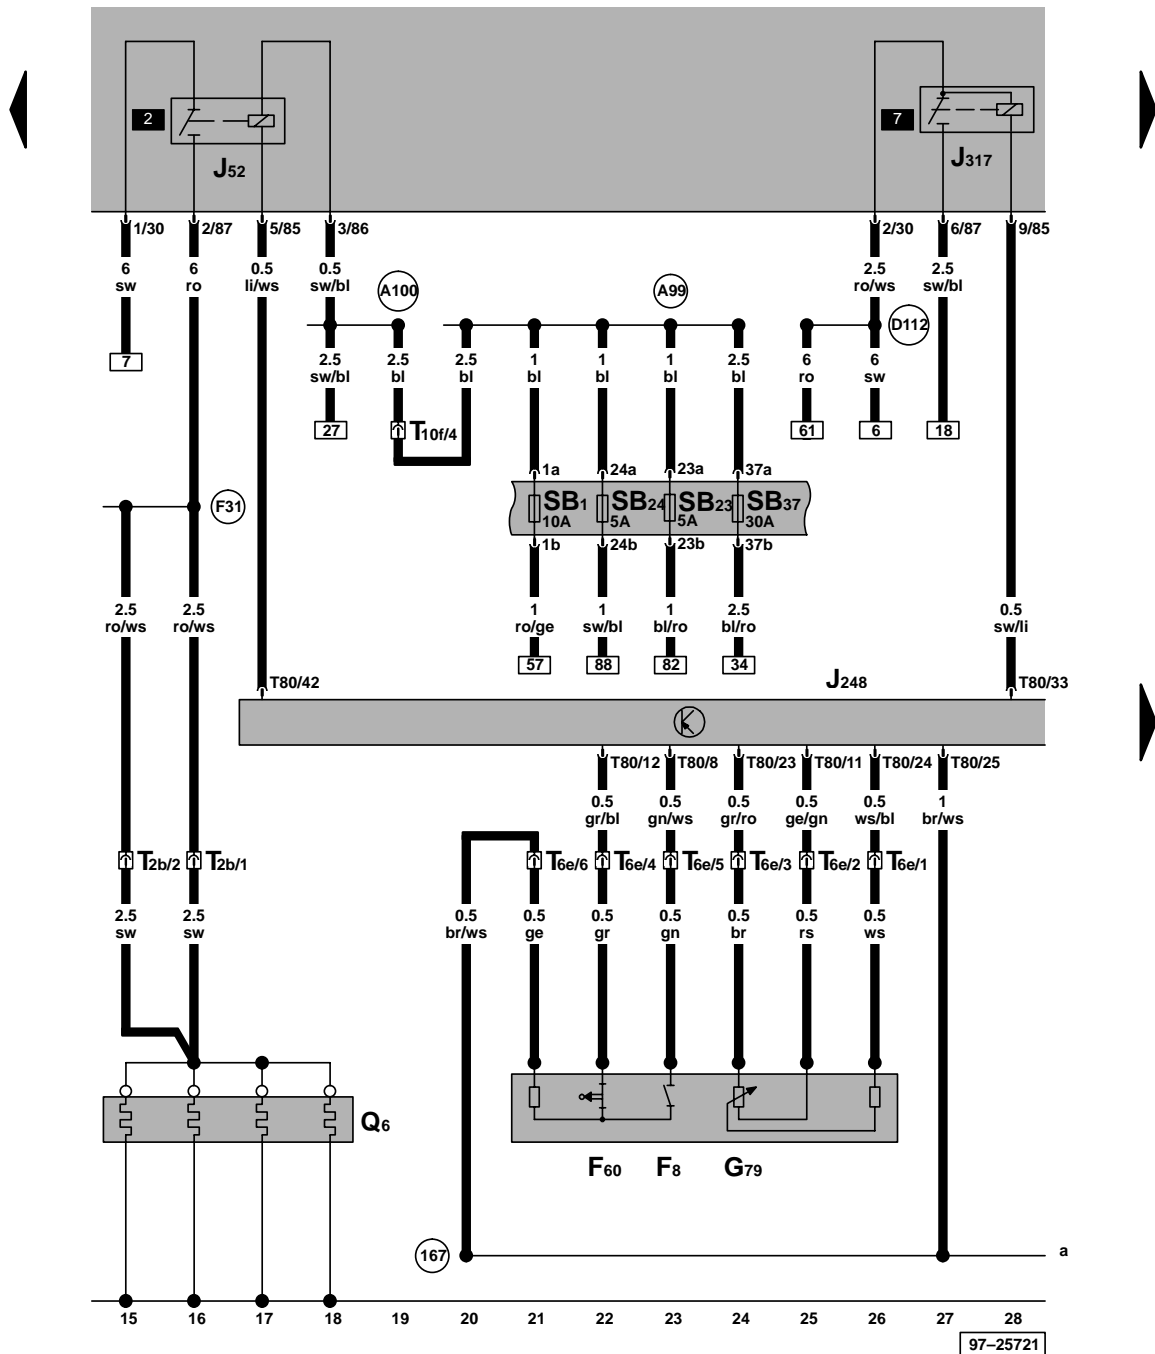 2
7
J52
J317
1/30 2/87 5/85 3/86 2/30 6/87 9/85
6 6 0.5 0.5 2.5 2.5
sw ro li/ws sw/bl ro/ws sw/bl
A100 A99 D112
2.5 2.5 2.5 1 1 1 2.5 6 6
sw/bl bl bl bl bl bl bl ro sw
7
27 T10f/4 61 6 18
1a 24a 23a 37a
SB1 SB24 SB23 SB37
10A 5A 5A 30A
F31
1b 24b 23b 37b
2.5 2.5 1 1 1 2.5 0.5
ro/ws ro/ws ro/ge sw/bl bl/ro bl/ro sw/li
57 88 82 34
J248
T80/42 T80/33
T80/12 T80/8 T80/23 T80/11 T80/24 T80/25
0.5 0.5 0.5 0.5 0.5 1
gr/bl gn/ws gr/ro ge/gn ws/bl br/ws
T2b/2 T2b/1 T6e/6 T6e/4 T6e/5 T6e/3 T6e/2 T6e/1
2.5 2.5 0.5 0.5 0.5 0.5 0.5 0.5 0.5
sw sw br/ws ge gr gn br rs ws
Q6
F60 F8 G79
167 a
15 16 17 18 19 20 21 22 23 24 25 26 27 28
97–25721